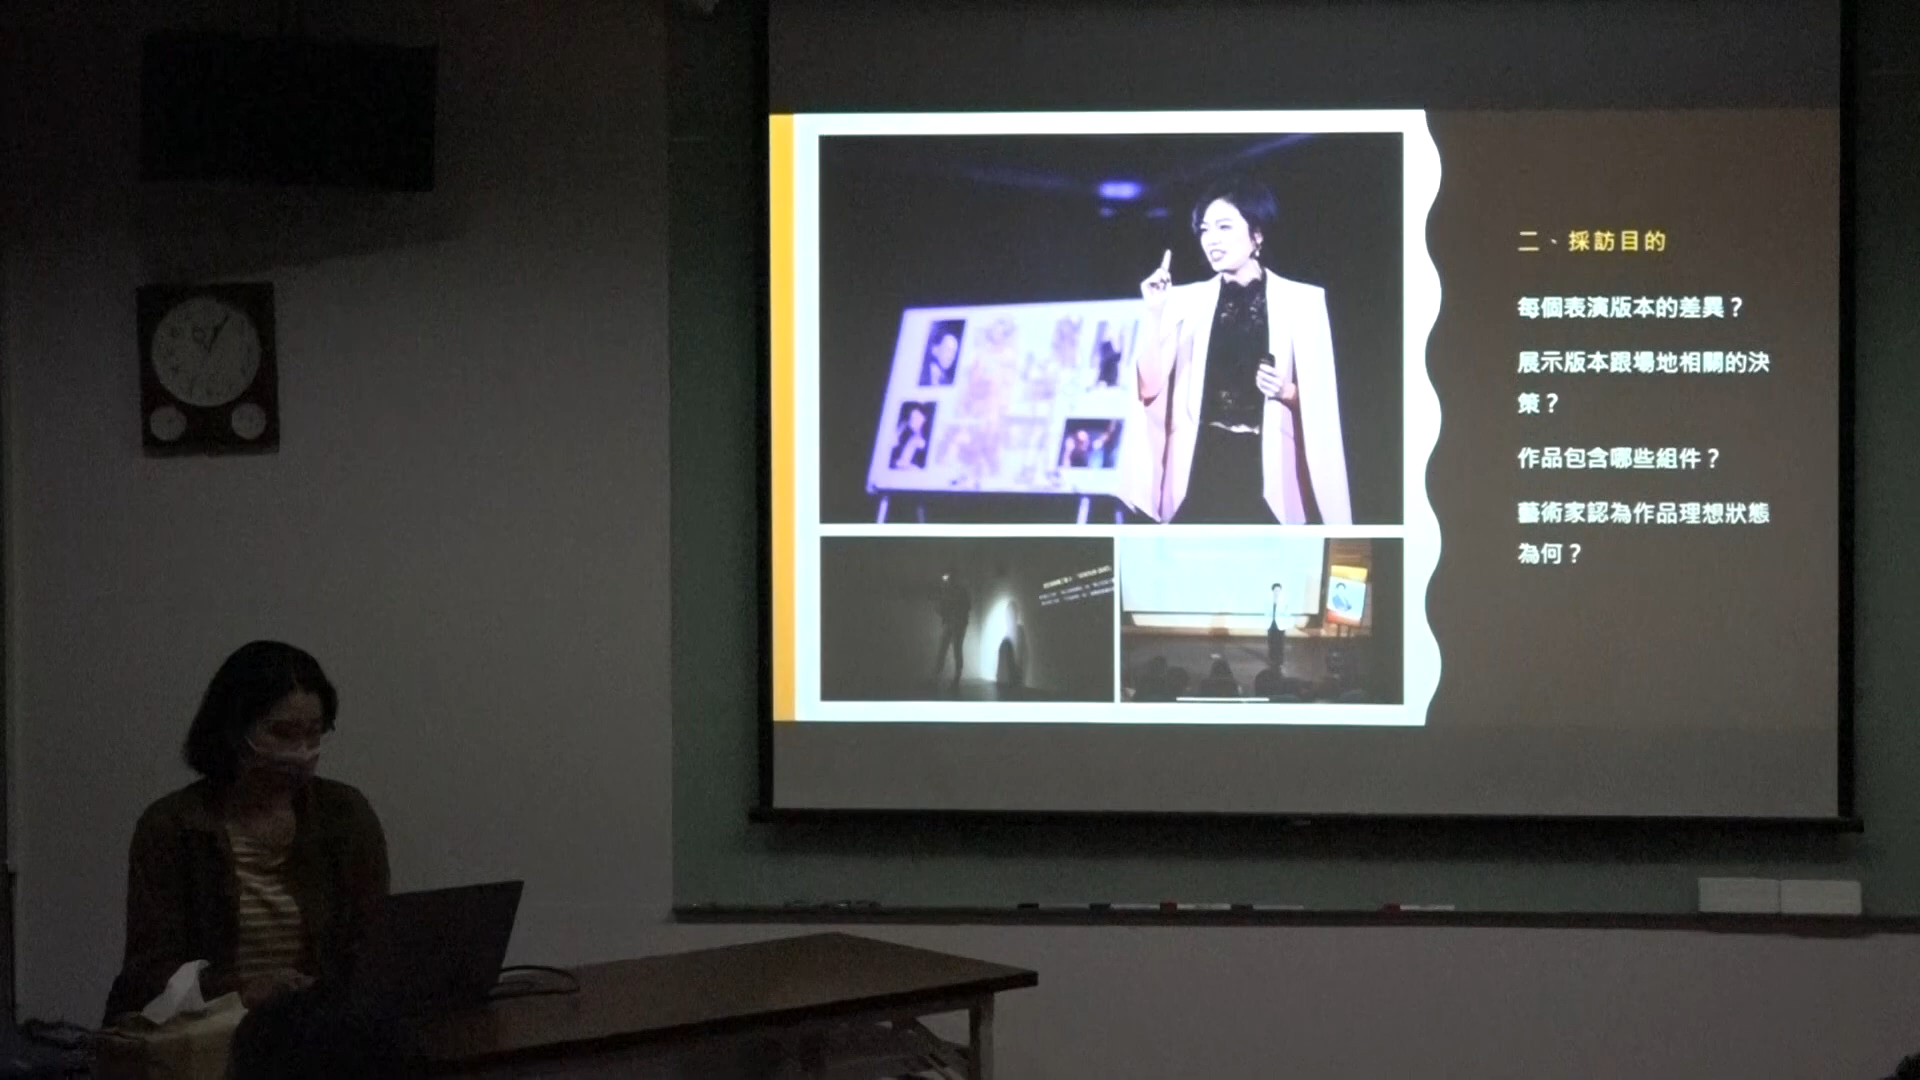 二、採訪目的
每個表演版本的差異？
展示版本跟場地相關的決
策？
作品包含哪些組件？
藝術家認為作品理想狀態
為何？